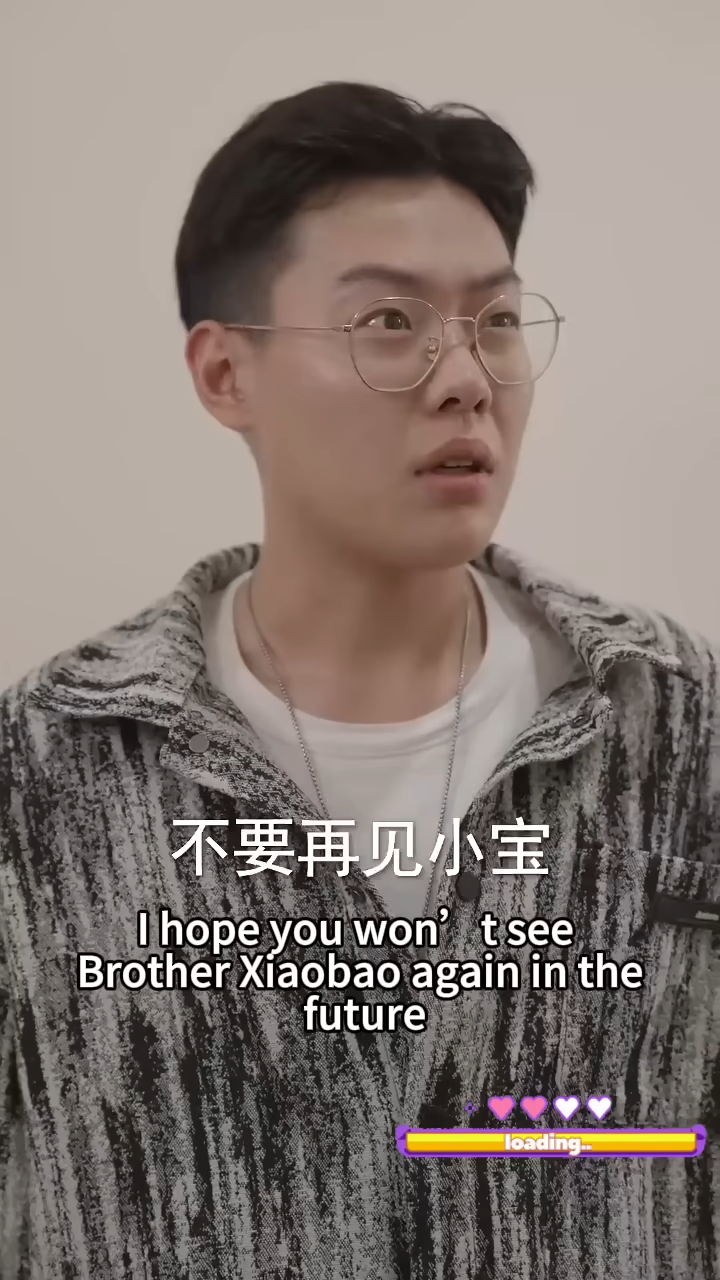 不要再见小宝
I hope you won’t see
Brother Xiaobao again in the
future
loading..